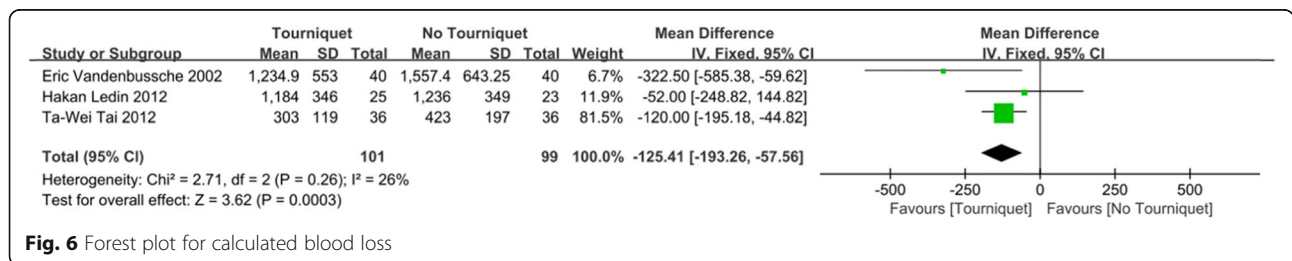 Tourniquet No Tourniquet Mean Difference Mean Difference
Study or Subgroup Mean SD Total Mean SD Total Weight IV, Fixed, 95% CI IV, Fixed, 95% CI
Eric Vandenbussche 2002 1,234.9 553 40 1,557.4 643.25 40 6.7% -322.50 [-585.38, -59.62]
Hakan Ledin 2012 1,184 346 25 1,236 349 23 11.9% -52.00 [-248.82, 144.82]
Ta-Wei Tai 2012 303 119 36 423 197 36 81.5% -120.00 [-195.18, -44.82]
Total (95% CI) 101 99 100.0% -125.41 [-193.26, -57.56]
Heterogeneity: Chi² = 2.71, df = 2 (P = 0.26); I² = 26%
Test for overall effect: Z = 3.62 (P = 0.0003)
-500 -250 0 250 500
Favours [Tourniquet] Favours [No Tourniquet]
Fig. 6 Forest plot for calculated blood loss